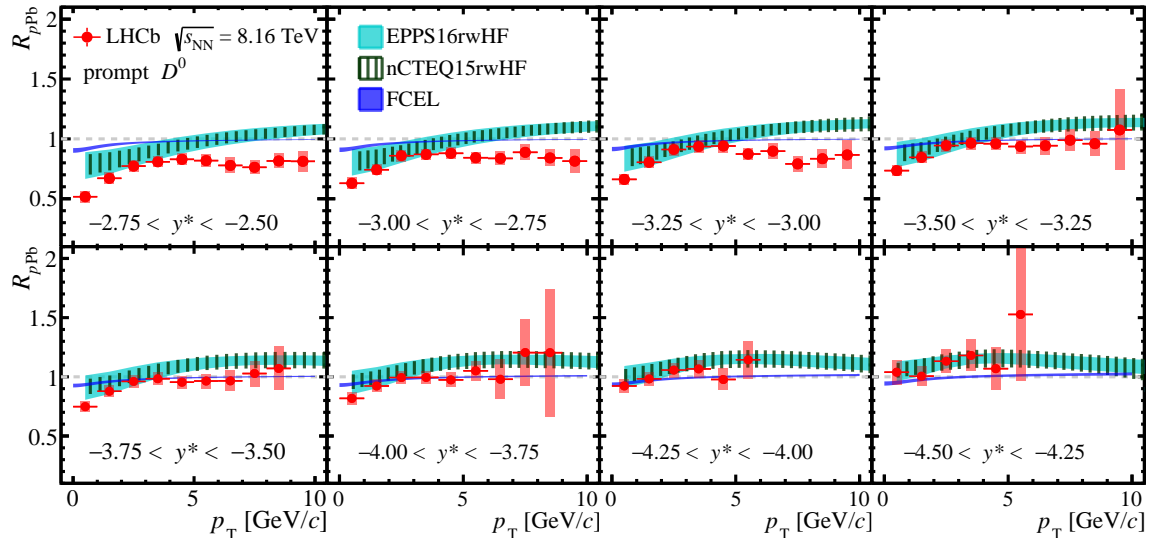 R_pPb
2
1.5
1
0.5
LHCb √s_NN = 8.16 TeV
prompt D^0
EPPS16rwHF
nCTEQ15rwHF
FCEL
−2.75 < y* < −2.50
−3.00 < y* < −2.75
−3.25 < y* < −3.00
−3.50 < y* < −3.25
R_pPb
2
1.5
1
0.5
−3.75 < y* < −3.50
−4.00 < y* < −3.75
−4.25 < y* < −4.00
−4.50 < y* < −4.25
0 5 10 0 5 10 0 5 10 0 5 10
p_T [GeV/c] p_T [GeV/c] p_T [GeV/c] p_T [GeV/c]